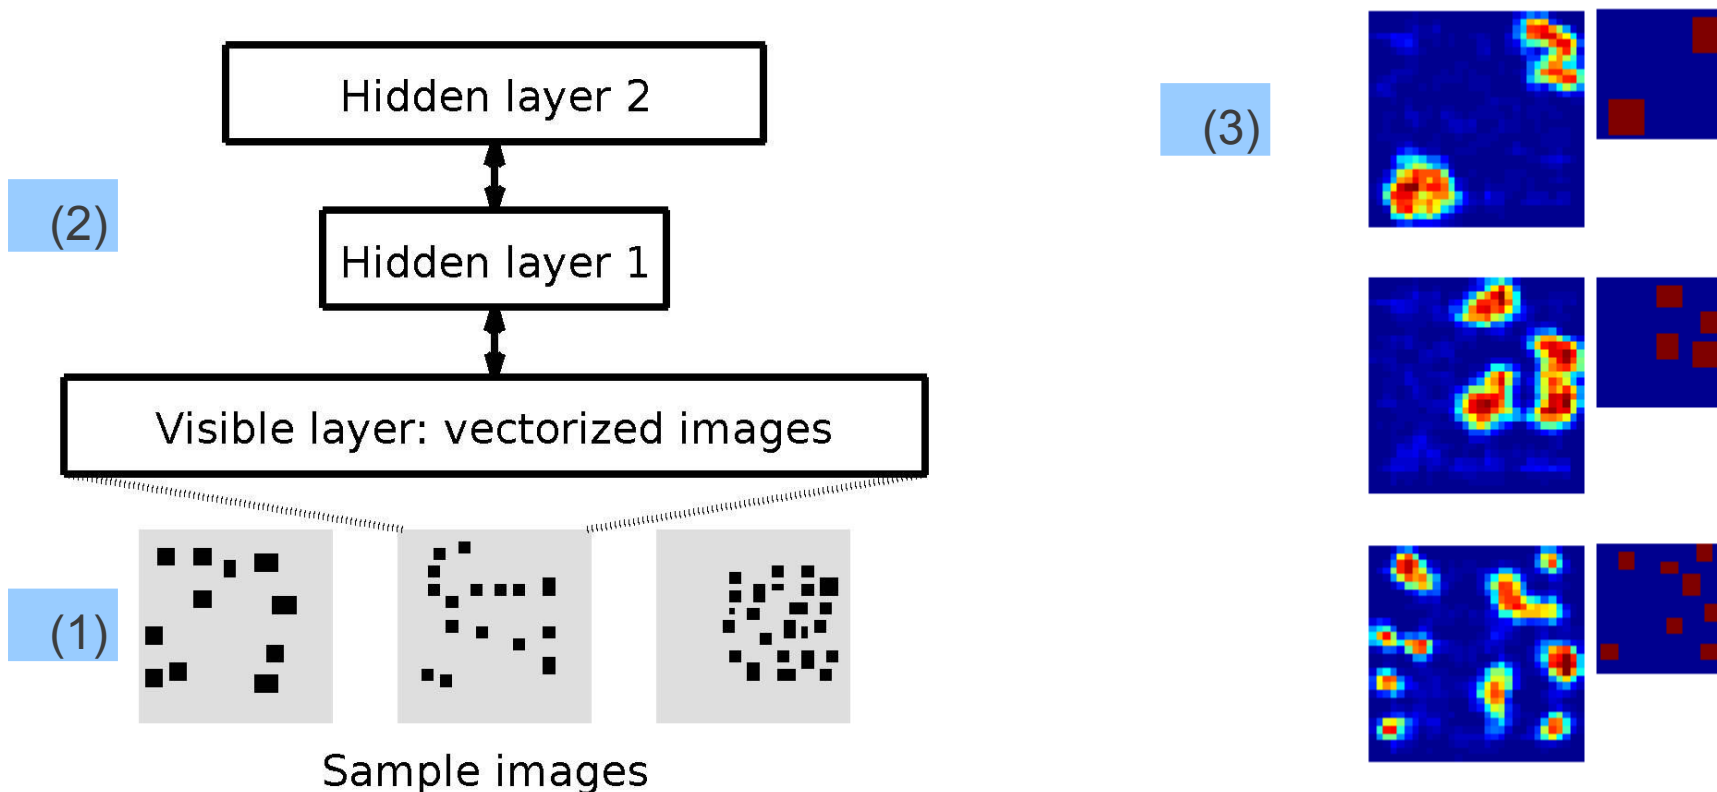 Hidden layer 2
(3)
(2)
Hidden layer 1
Visible layer: vectorized images
(1)
Sample images